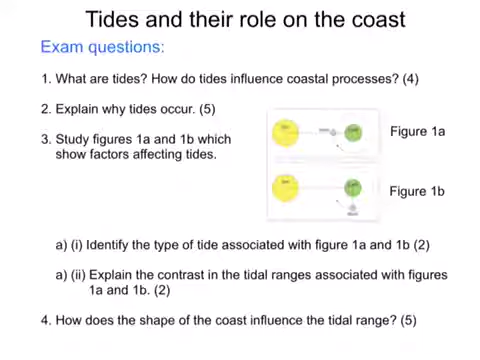 Tides and their role on the coast
Exam questions:
1. What are tides? How do tides influence coastal processes? (4)
2. Explain why tides occur. (5)
3. Study figures 1a and 1b which
show factors affecting tides.
Figure 1a
Figure 1b
a) (i) Identify the type of tide associated with figure 1a and 1b (2)
a) (ii) Explain the contrast in the tidal ranges associated with figures
1a and 1b. (2)
4. How does the shape of the coast influence the tidal range? (5)